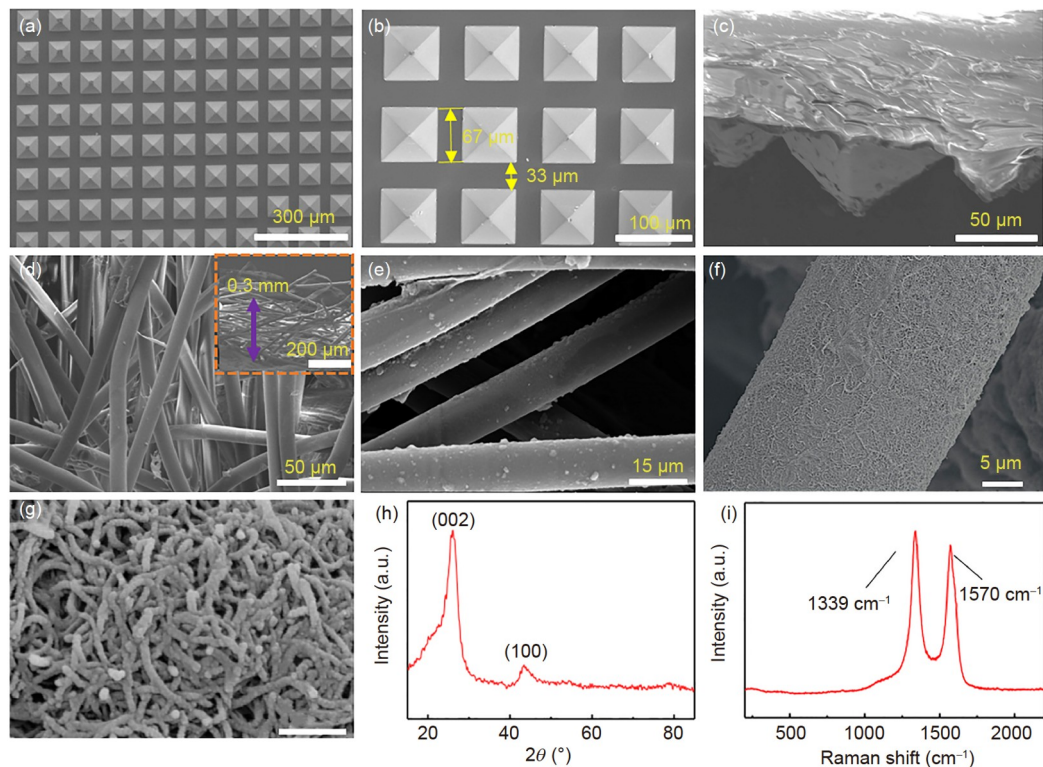 (a)
300 μm
(b)
67 μm
33 μm
100 μm
(c)
50 μm
(d)
0.3 mm
200 μm
50 μm
(e)
15 μm
(f)
5 μm
(g)
(h)
(002)
(100)
Intensity (a.u.)
20 40 60 80
2θ (°)
(i)
1339 cm⁻¹
1570 cm⁻¹
Intensity (a.u.)
500 1000 1500 2000
Raman shift (cm⁻¹)